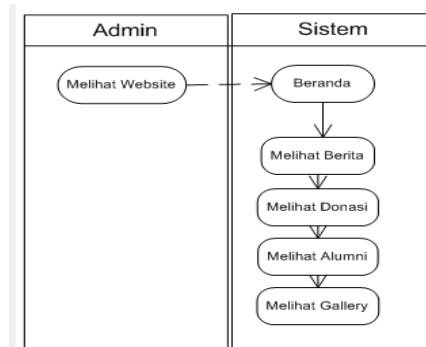 Admin
Sistem
Melihat Website
Beranda
Melihat Berita
Melihat Donasi
Melihat Alumni
Melihat Gallery